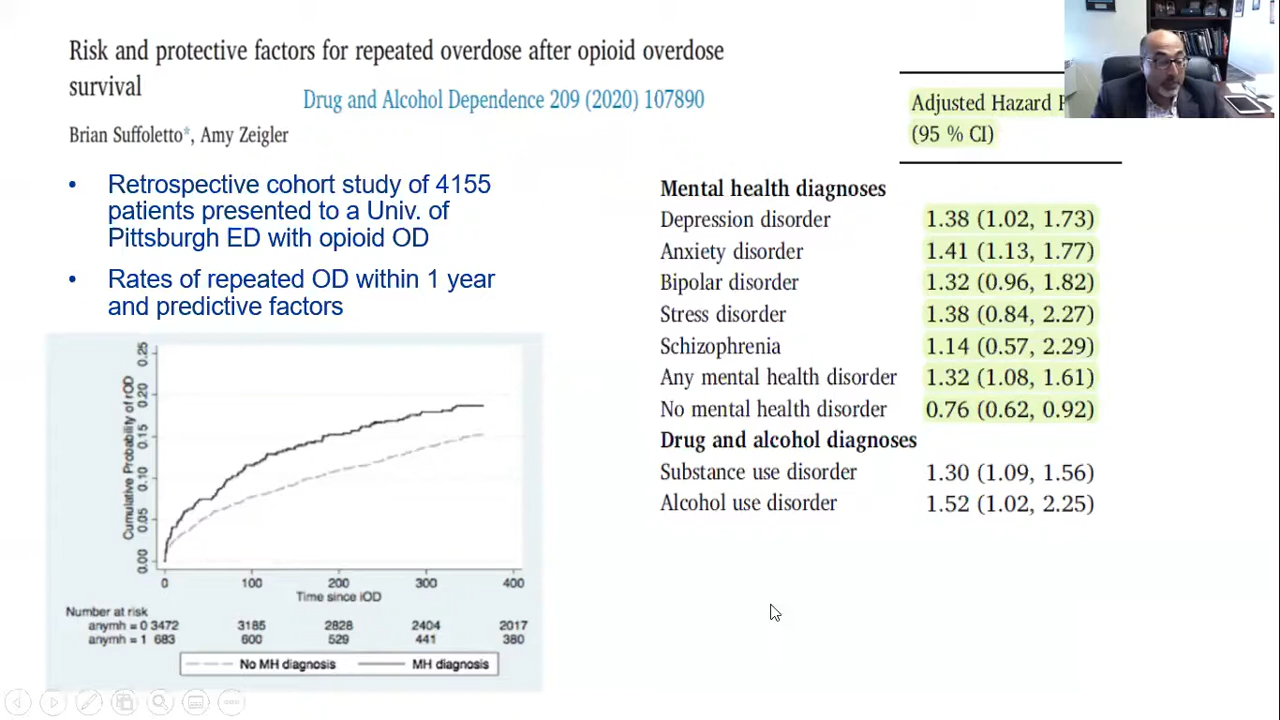 Risk and protective factors for repeated overdose after opioid overdose
survival
Drug and Alcohol Dependence 209 (2020) 107890
Brian Suffoletto*, Amy Zeigler
• Retrospective cohort study of 4155
patients presented to a Univ. of
Pittsburgh ED with opioid OD
• Rates of repeated OD within 1 year
and predictive factors
Cumulative Probability of rOD
0.25
0.20
0.15
0.10
0.05
0.00
0 100 200 300 400
Time since iOD
Number at risk
anymh = 0 3472 3185 2828 2404 2017
anymh = 1 683 600 529 441 380
No MH diagnosis MH diagnosis
Adjusted Hazard
(95 % CI)
Mental health diagnoses
Depression disorder 1.38 (1.02, 1.73)
Anxiety disorder 1.41 (1.13, 1.77)
Bipolar disorder 1.32 (0.96, 1.82)
Stress disorder 1.38 (0.84, 2.27)
Schizophrenia 1.14 (0.57, 2.29)
Any mental health disorder 1.32 (1.08, 1.61)
No mental health disorder 0.76 (0.62, 0.92)
Drug and alcohol diagnoses
Substance use disorder 1.30 (1.09, 1.56)
Alcohol use disorder 1.52 (1.02, 2.25)